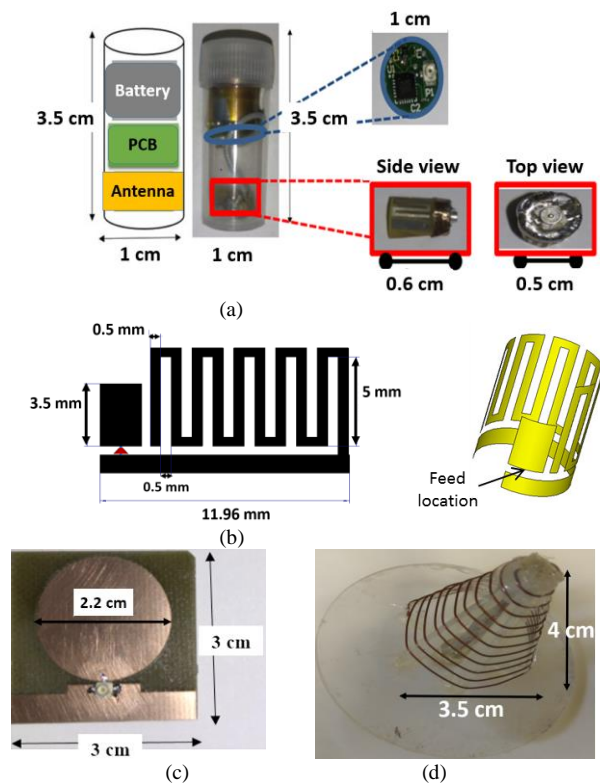 1 cm
Battery
PCB
Antenna
3.5 cm
3.5 cm
C2
Side view
Top view
1 cm
1 cm
0.6 cm
0.5 cm
(a)
0.5 mm
3.5 mm
5 mm
0.5 mm
11.96 mm
Feed
location
(b)
2.2 cm
3 cm
3 cm
(c)
4 cm
3.5 cm
(d)